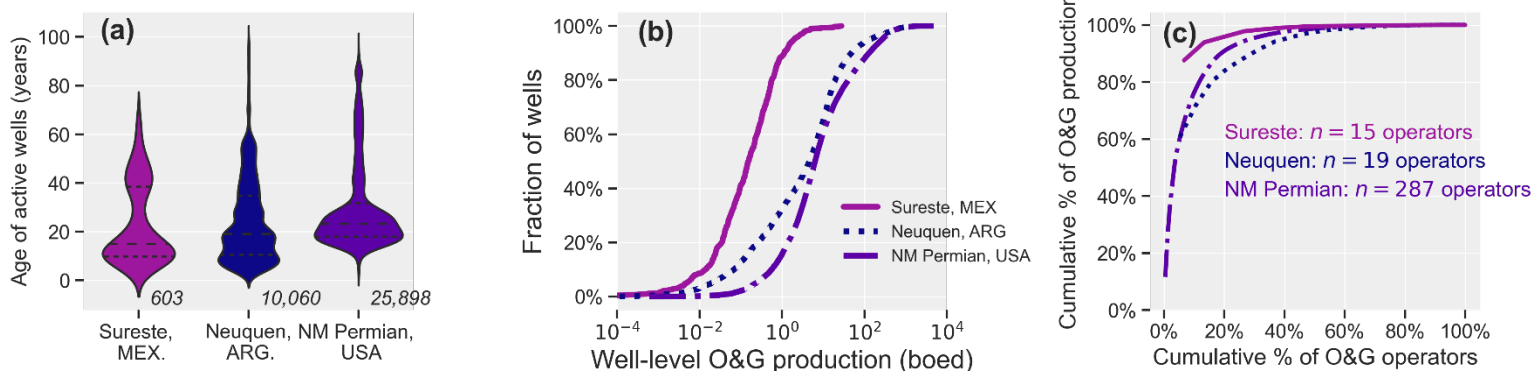 (a)
Age of active wells (years)
100
80
60
40
20
0
603
10,060
25,898
Sureste,
MEX.
Neuquen,
ARG.
NM Permian,
USA
(b)
Fraction of wells
100%
80%
60%
40%
20%
0%
Sureste, MEX
Neuquen, ARG
NM Permian, USA
10⁻⁴
10⁻²
10⁰
10²
10⁴
Well-level O&G production (boed)
(c)
Cumulative % of O&G production
100%
80%
60%
40%
20%
0%
Sureste: n = 15 operators
Neuquen: n = 19 operators
NM Permian: n = 287 operators
0%
20%
40%
60%
80%
100%
Cumulative % of O&G operators